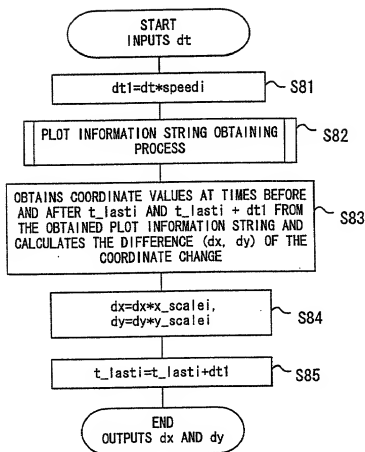 START
INPUTS dt
dt1=dt*speedi
S81
PLOT INFORMATION STRING OBTAINING
PROCESS
S82
OBTAINS COORDINATE VALUES AT TIMES BEFORE
AND AFTER t_lasti AND t_lasti + dt1 FROM
THE OBTAINED PLOT INFORMATION STRING AND
CALCULATES THE DIFFERENCE (dx, dy) OF THE
COORDINATE CHANGE
S83
dx=dx*x_scalei,
dy=dy*y_scalei
S84
t_lasti=t_lasti+dt1
S85
END
OUTPUTS dx AND dy